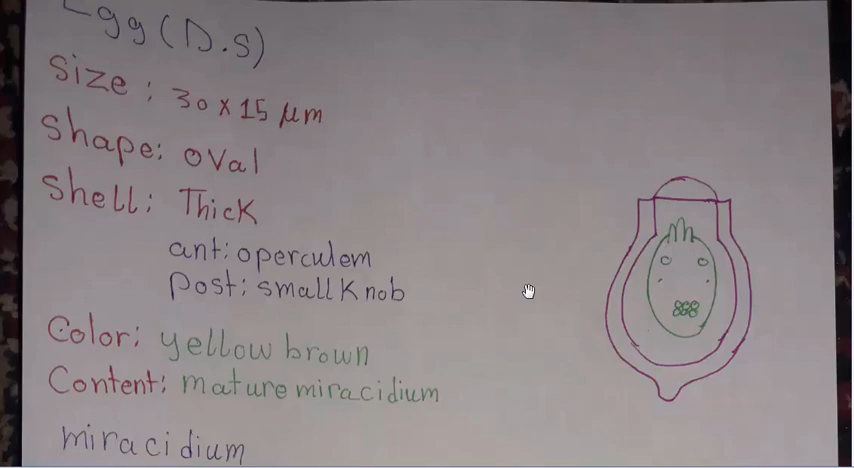 Egg (D.S)
Size: 30 x 15 µm
Shape: oval
Shell: Thick
ant: operculem
post: small Knob
Color: yellow brown
Content: mature miracidium
miracidium